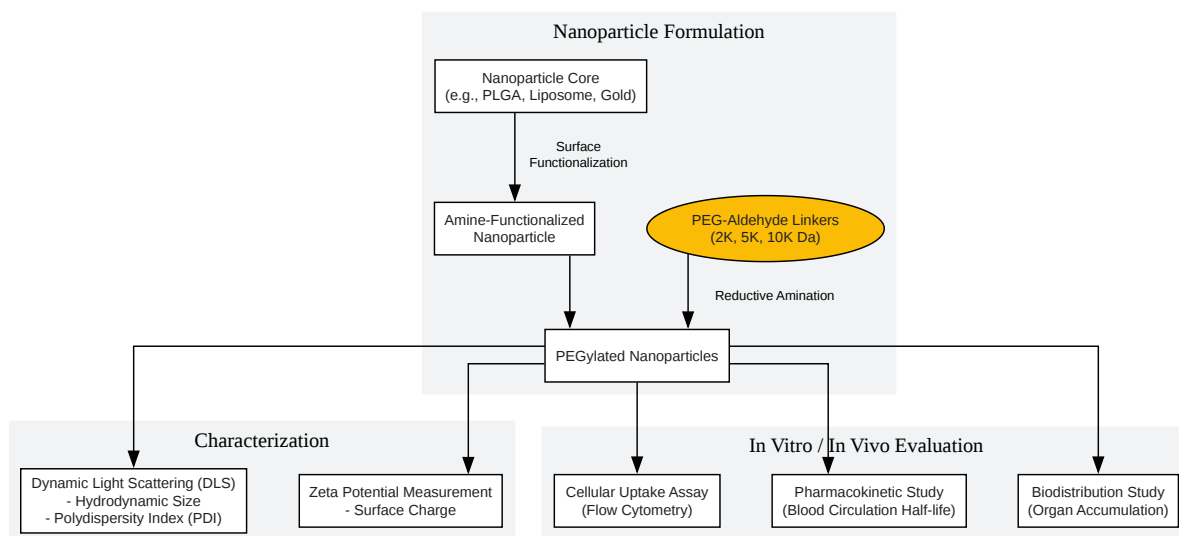 Nanoparticle Formulation
Nanoparticle Core
(e.g., PLGA, Liposome, Gold)
Surface
Functionalization
Amine-Functionalized
Nanoparticle
PEG-Aldehyde Linkers
(2K, 5K, 10K Da)
Reductive Amination
PEGylated Nanoparticles
Characterization
Dynamic Light Scattering (DLS)
- Hydrodynamic Size
- Polydispersity Index (PDI)
Zeta Potential Measurement
- Surface Charge
In Vitro / In Vivo Evaluation
Cellular Uptake Assay
(Flow Cytometry)
Pharmacokinetic Study
(Blood Circulation Half-life)
Biodistribution Study
(Organ Accumulation)